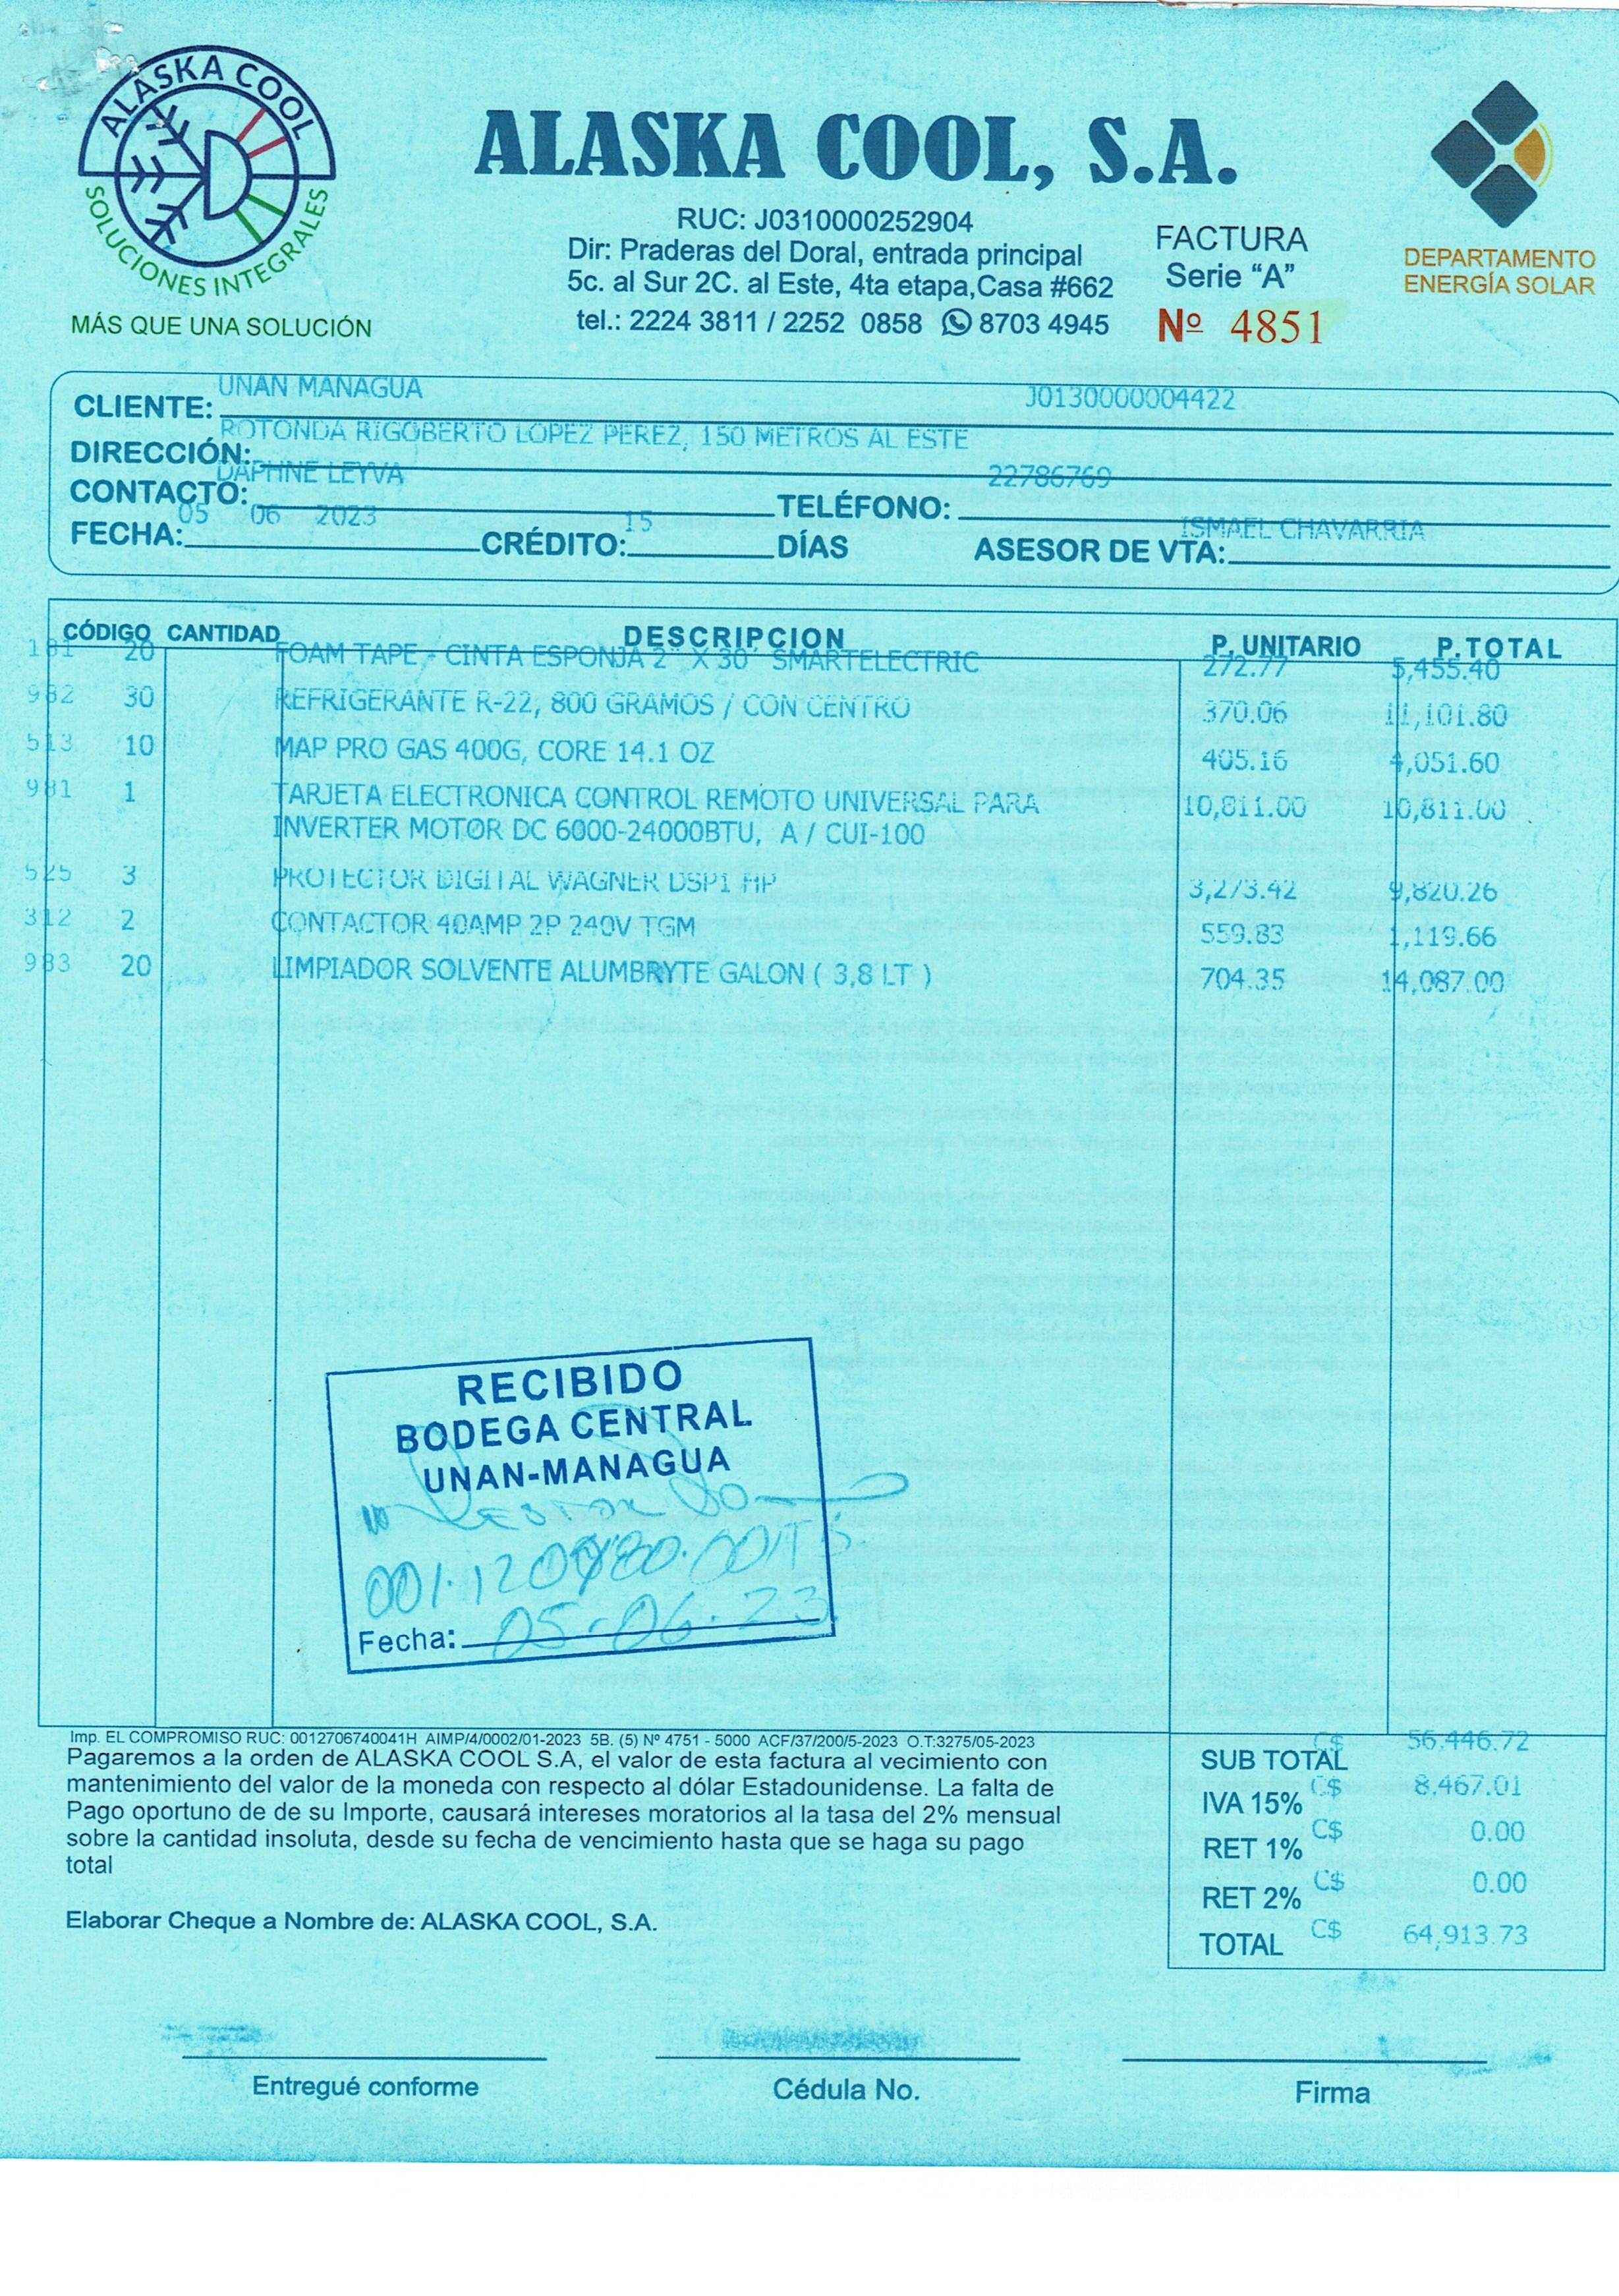 ALASKA COOL
SOLUCIONES INTEGRALES
MÁS QUE UNA SOLUCIÓN
ALASKA COOL, S.A.
RUC: J0310000252904
Dir: Praderas del Doral, entrada principal
5c. al Sur 2C. al Este, 4ta etapa,Casa #662
tel.: 2224 3811 / 2252 0858 8703 4945
FACTURA
Serie “A”
Nº 4851
DEPARTAMENTO
ENERGÍA SOLAR
CLIENTE: UNAN MANAGUA J0130000004422
DIRECCIÓN: ROTONDA RIGOBERTO LOPEZ PEREZ, 150 METROS AL ESTE
CONTACTO: DAPHNE LEYVA TELÉFONO: 22786769
FECHA: 05 06 2023 CRÉDITO: 15 DÍAS ASESOR DE VTA: ISMAEL CHAVARRIA
CÓDIGO CANTIDAD DESCRIPCION P. UNITARIO P.TOTAL
181 20 FOAM TAPE - CINTA ESPONJA 2" X 30' SMARTELECTRIC 272.77 5,455.40
982 30 REFRIGERANTE R-22, 800 GRAMOS / CON CENTRO 370.06 11,101.80
513 10 MAP PRO GAS 400G, CORE 14.1 OZ 405.16 4,051.60
981 1 TARJETA ELECTRONICA CONTROL REMOTO UNIVERSAL PARA 10,811.00 10,811.00
INVERTER MOTOR DC 6000-24000BTU, A / CUI-100
525 3 PROTECTOR DIGITAL WAGNER DSP1 HP 3,273.42 9,820.26
312 2 CONTACTOR 40AMP 2P 240V TGM 559.83 1,119.66
983 20 LIMPIADOR SOLVENTE ALUMBRYTE GALON ( 3,8 LT ) 704.35 14,087.00
RECIBIDO
BODEGA CENTRAL
UNAN-MANAGUA
Fecha: 05-06-23
Imp. EL COMPROMISO RUC: 0012706740041H AIMP/4/0002/01-2023 5B. (5) Nº 4751 - 5000 ACF/37/200/5-2023 O.T:3275/05-2023
Pagaremos a la orden de ALASKA COOL S.A, el valor de esta factura al vecimiento con
mantenimiento del valor de la moneda con respecto al dólar Estadounidense. La falta de
Pago oportuno de de su Importe, causará intereses moratorios al la tasa del 2% mensual
sobre la cantidad insoluta, desde su fecha de vencimiento hasta que se haga su pago
total
Elaborar Cheque a Nombre de: ALASKA COOL, S.A.
SUB TOTAL C$ 56,446.72
IVA 15% C$ 8,467.01
RET 1% C$ 0.00
RET 2% C$ 0.00
TOTAL C$ 64,913.73
Entregué conforme
Cédula No.
Firma